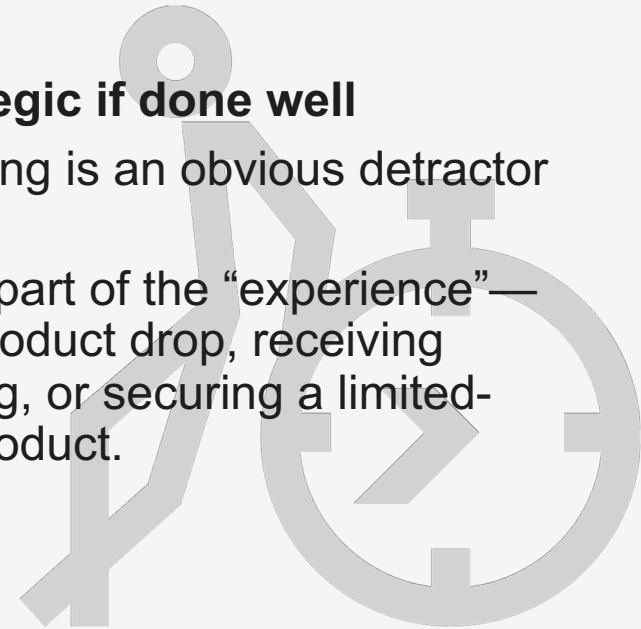 egic if done well
ng is an obvious detractor
part of the “experience”—
oduct drop, receiving
g, or securing a limited-
oduct.